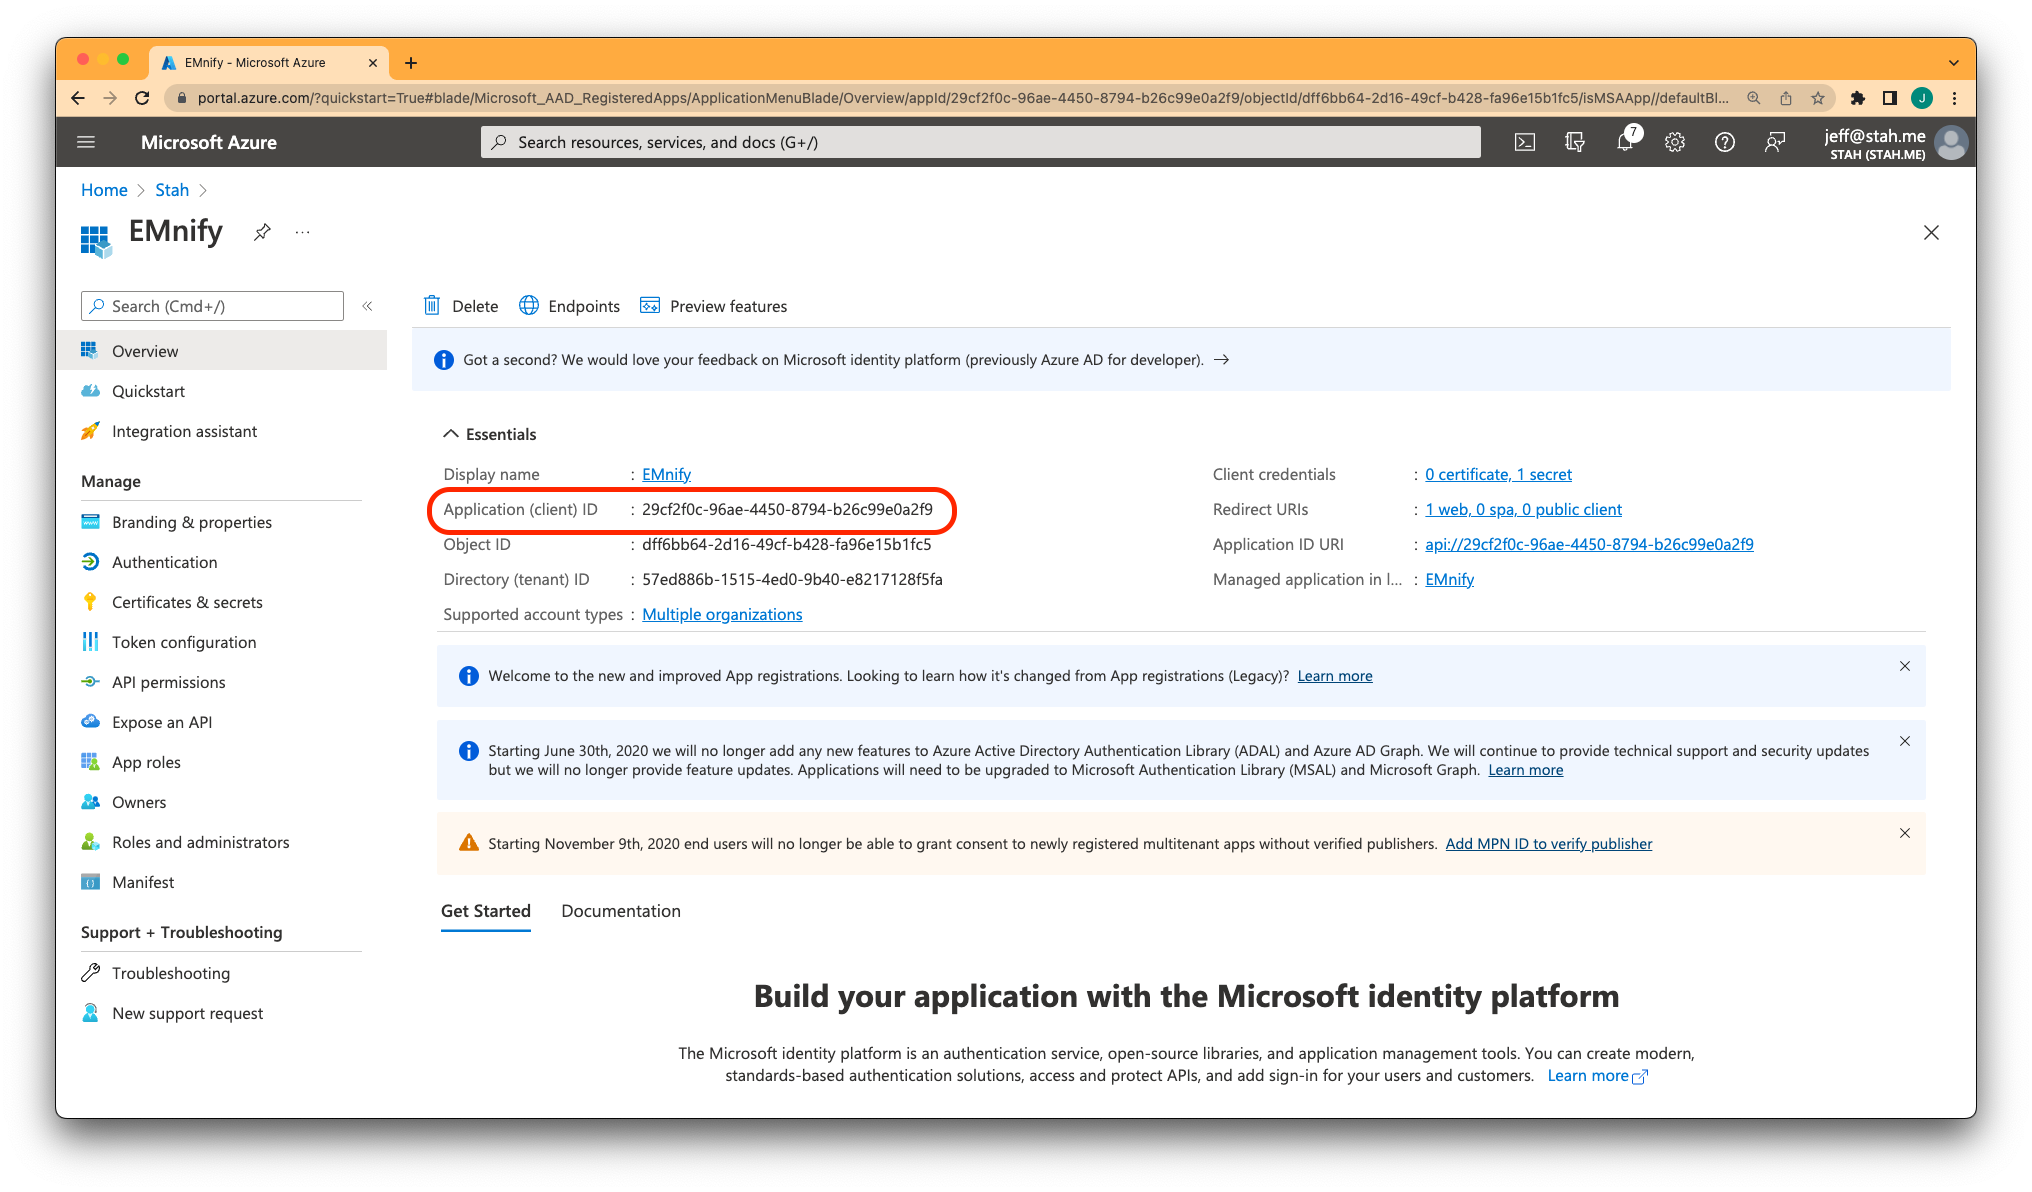 EMnify - Microsoft Azure
portal.azure.com/?quickstart=True#blade/Microsoft_AAD_RegisteredApps/ApplicationMenuBlade/Overview/appId/29cf2f0c-96ae-4450-8794-b26c99e0a2f9/objectId/dff6bb64-2d16-49cf-b428-fa96e15b1fc5/isMSAApp//defaultBl...
J
Microsoft Azure
Search resources, services, and docs (G+/)
7
jeff@stah.me
STAH (STAH.ME)
Home > Stah >
EMnify
...
Search (Cmd+/)
«
Delete
Endpoints
Preview features
Overview
Quickstart
Integration assistant
Manage
Branding & properties
Authentication
Certificates & secrets
Token configuration
API permissions
Expose an API
App roles
Owners
Roles and administrators
Manifest
Support + Troubleshooting
Troubleshooting
New support request
Got a second? We would love your feedback on Microsoft identity platform (previously Azure AD for developer). →
Essentials
Display name : EMnify
Application (client) ID : 29cf2f0c-96ae-4450-8794-b26c99e0a2f9
Object ID : dff6bb64-2d16-49cf-b428-fa96e15b1fc5
Directory (tenant) ID : 57ed886b-1515-4ed0-9b40-e8217128f5fa
Supported account types : Multiple organizations
Client credentials : 0 certificate, 1 secret
Redirect URIs : 1 web, 0 spa, 0 public client
Application ID URI : api://29cf2f0c-96ae-4450-8794-b26c99e0a2f9
Managed application in l... : EMnify
Welcome to the new and improved App registrations. Looking to learn how it's changed from App registrations (Legacy)? Learn more
Starting June 30th, 2020 we will no longer add any new features to Azure Active Directory Authentication Library (ADAL) and Azure AD Graph. We will continue to provide technical support and security updates
but we will no longer provide feature updates. Applications will need to be upgraded to Microsoft Authentication Library (MSAL) and Microsoft Graph. Learn more
Starting November 9th, 2020 end users will no longer be able to grant consent to newly registered multitenant apps without verified publishers. Add MPN ID to verify publisher
Get Started
Documentation
Build your application with the Microsoft identity platform
The Microsoft identity platform is an authentication service, open-source libraries, and application management tools. You can create modern,
standards-based authentication solutions, access and protect APIs, and add sign-in for your users and customers. Learn more